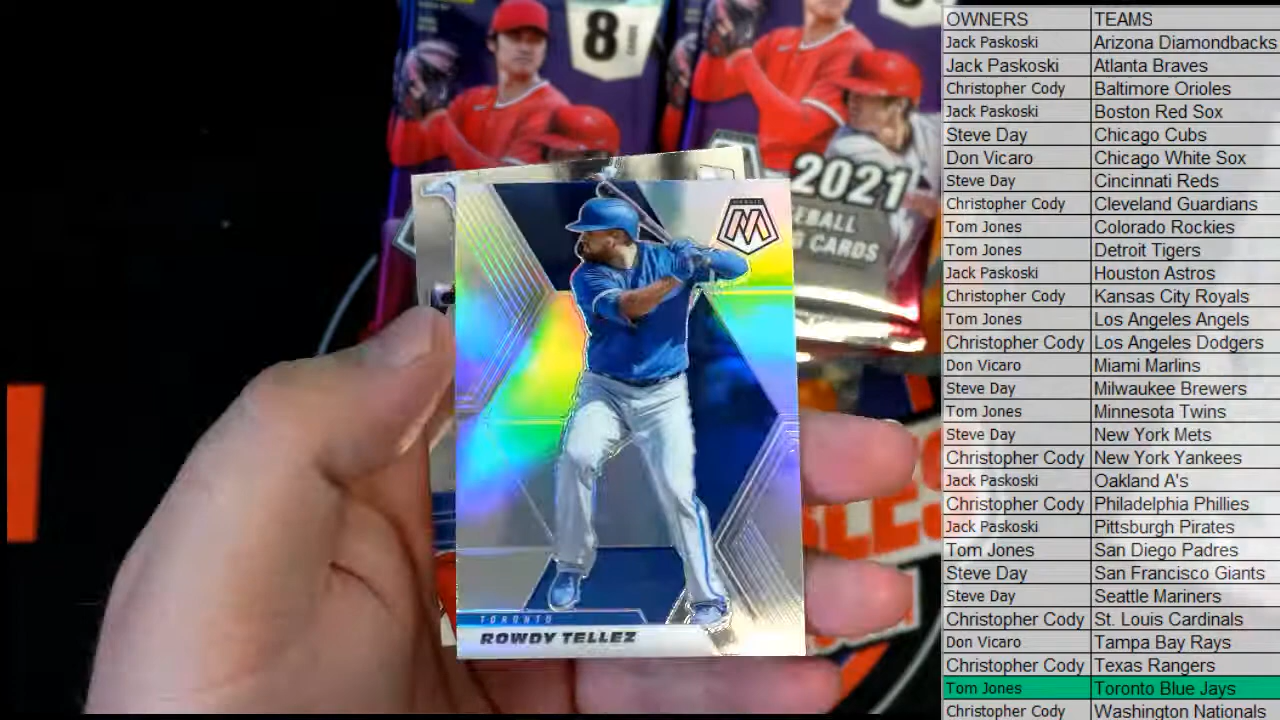 8
2021
CARDS
MOSAIC
M
TORONTO
ROWDY TELLEZ
OWNERS TEAMS
Jack Paskoski Arizona Diamondbacks
Jack Paskoski Atlanta Braves
Christopher Cody Baltimore Orioles
Jack Paskoski Boston Red Sox
Steve Day Chicago Cubs
Don Vicaro Chicago White Sox
Steve Day Cincinnati Reds
Christopher Cody Cleveland Guardians
Tom Jones Colorado Rockies
Tom Jones Detroit Tigers
Jack Paskoski Houston Astros
Christopher Cody Kansas City Royals
Tom Jones Los Angeles Angels
Christopher Cody Los Angeles Dodgers
Don Vicaro Miami Marlins
Steve Day Milwaukee Brewers
Tom Jones Minnesota Twins
Steve Day New York Mets
Christopher Cody New York Yankees
Jack Paskoski Oakland A's
Christopher Cody Philadelphia Phillies
Jack Paskoski Pittsburgh Pirates
Tom Jones San Diego Padres
Steve Day San Francisco Giants
Steve Day Seattle Mariners
Christopher Cody St. Louis Cardinals
Don Vicaro Tampa Bay Rays
Christopher Cody Texas Rangers
Tom Jones Toronto Blue Jays
Christopher Cody Washington Nationals